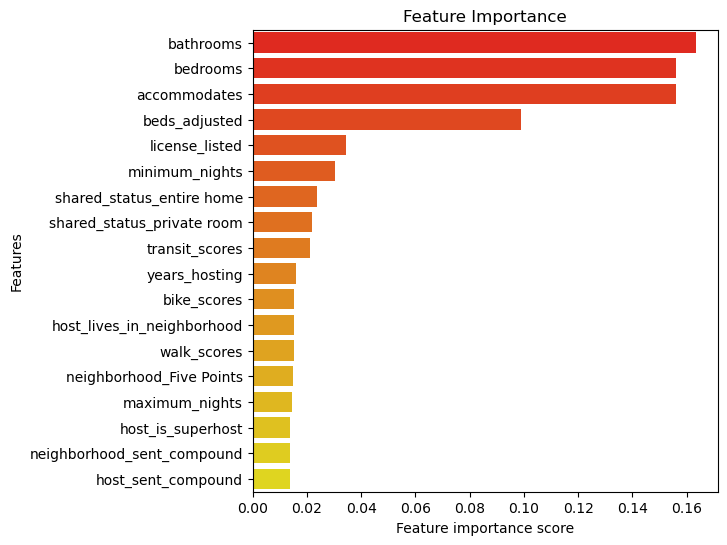 Feature Importance
bathrooms
bedrooms
accommodates
beds_adjusted
license_listed
minimum_nights
shared_status_entire home
shared_status_private room
transit_scores
years_hosting
bike_scores
host_lives_in_neighborhood
walk_scores
neighborhood_Five Points
maximum_nights
host_is_superhost
neighborhood_sent_compound
host_sent_compound
Features
0.00 0.02 0.04 0.06 0.08 0.10 0.12 0.14 0.16
Feature importance score